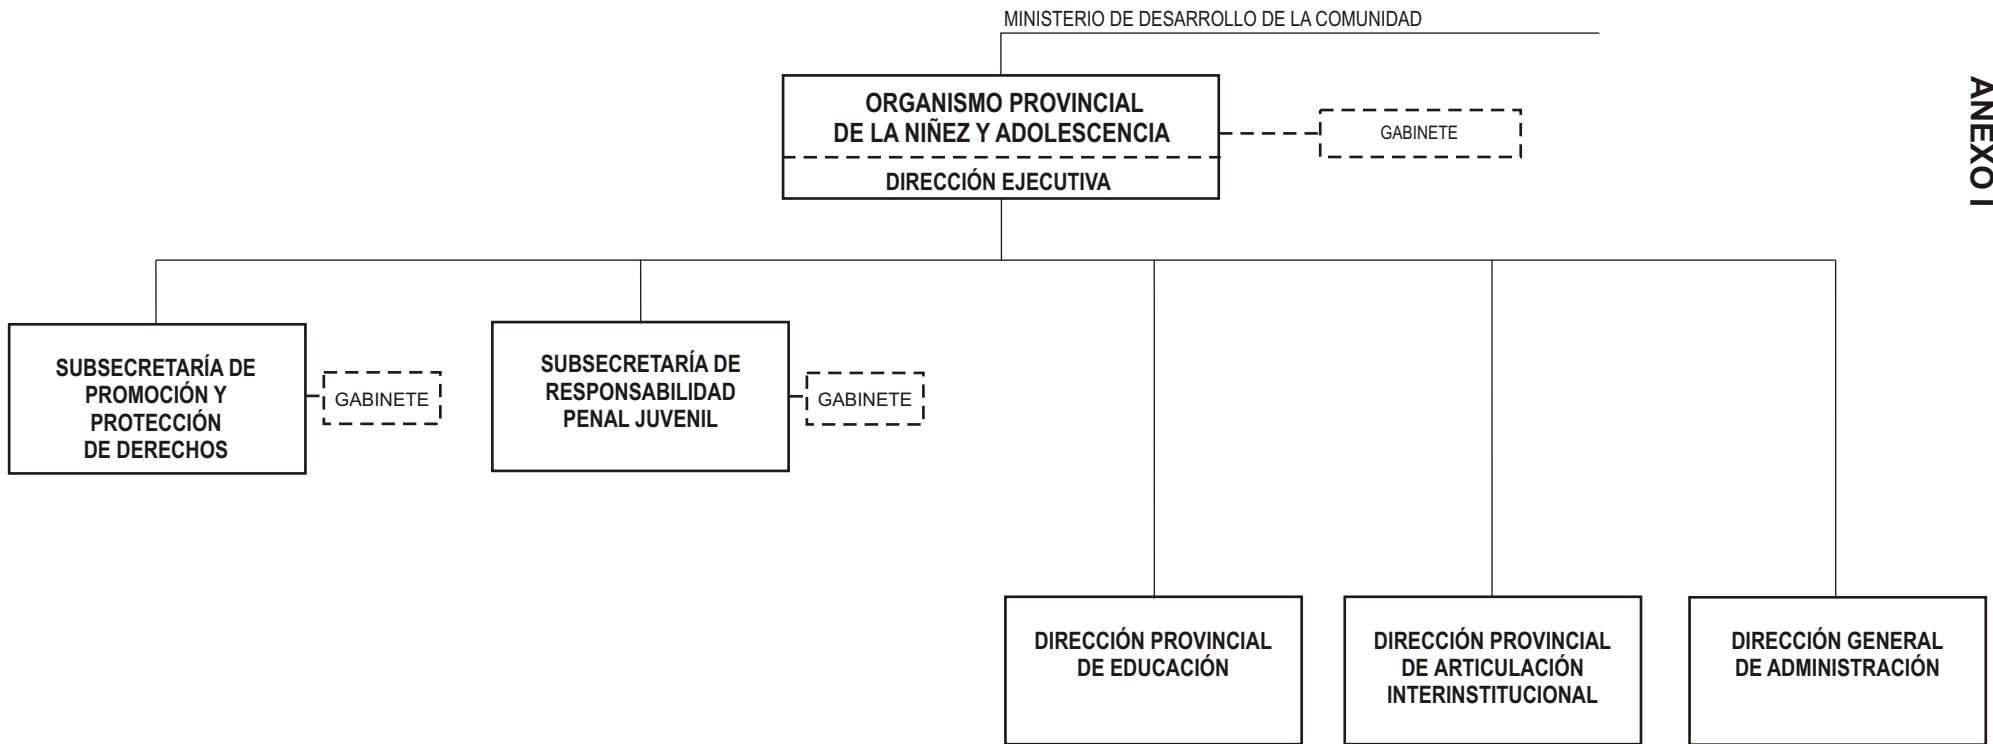 MINISTERIO DE DESARROLLO DE LA COMUNIDAD
ANEXO I
ORGANISMO PROVINCIAL
DE LA NIÑEZ Y ADOLESCENCIA
GABINETE
DIRECCIÓN EJECUTIVA
SUBSECRETARÍA DE
PROMOCIÓN Y
PROTECCIÓN
DE DERECHOS
GABINETE
SUBSECRETARÍA DE
RESPONSABILIDAD
PENAL JUVENIL
GABINETE
DIRECCIÓN PROVINCIAL
DE EDUCACIÓN
DIRECCIÓN PROVINCIAL
DE ARTICULACIÓN
INTERINSTITUCIONAL
DIRECCIÓN GENERAL
DE ADMINISTRACIÓN